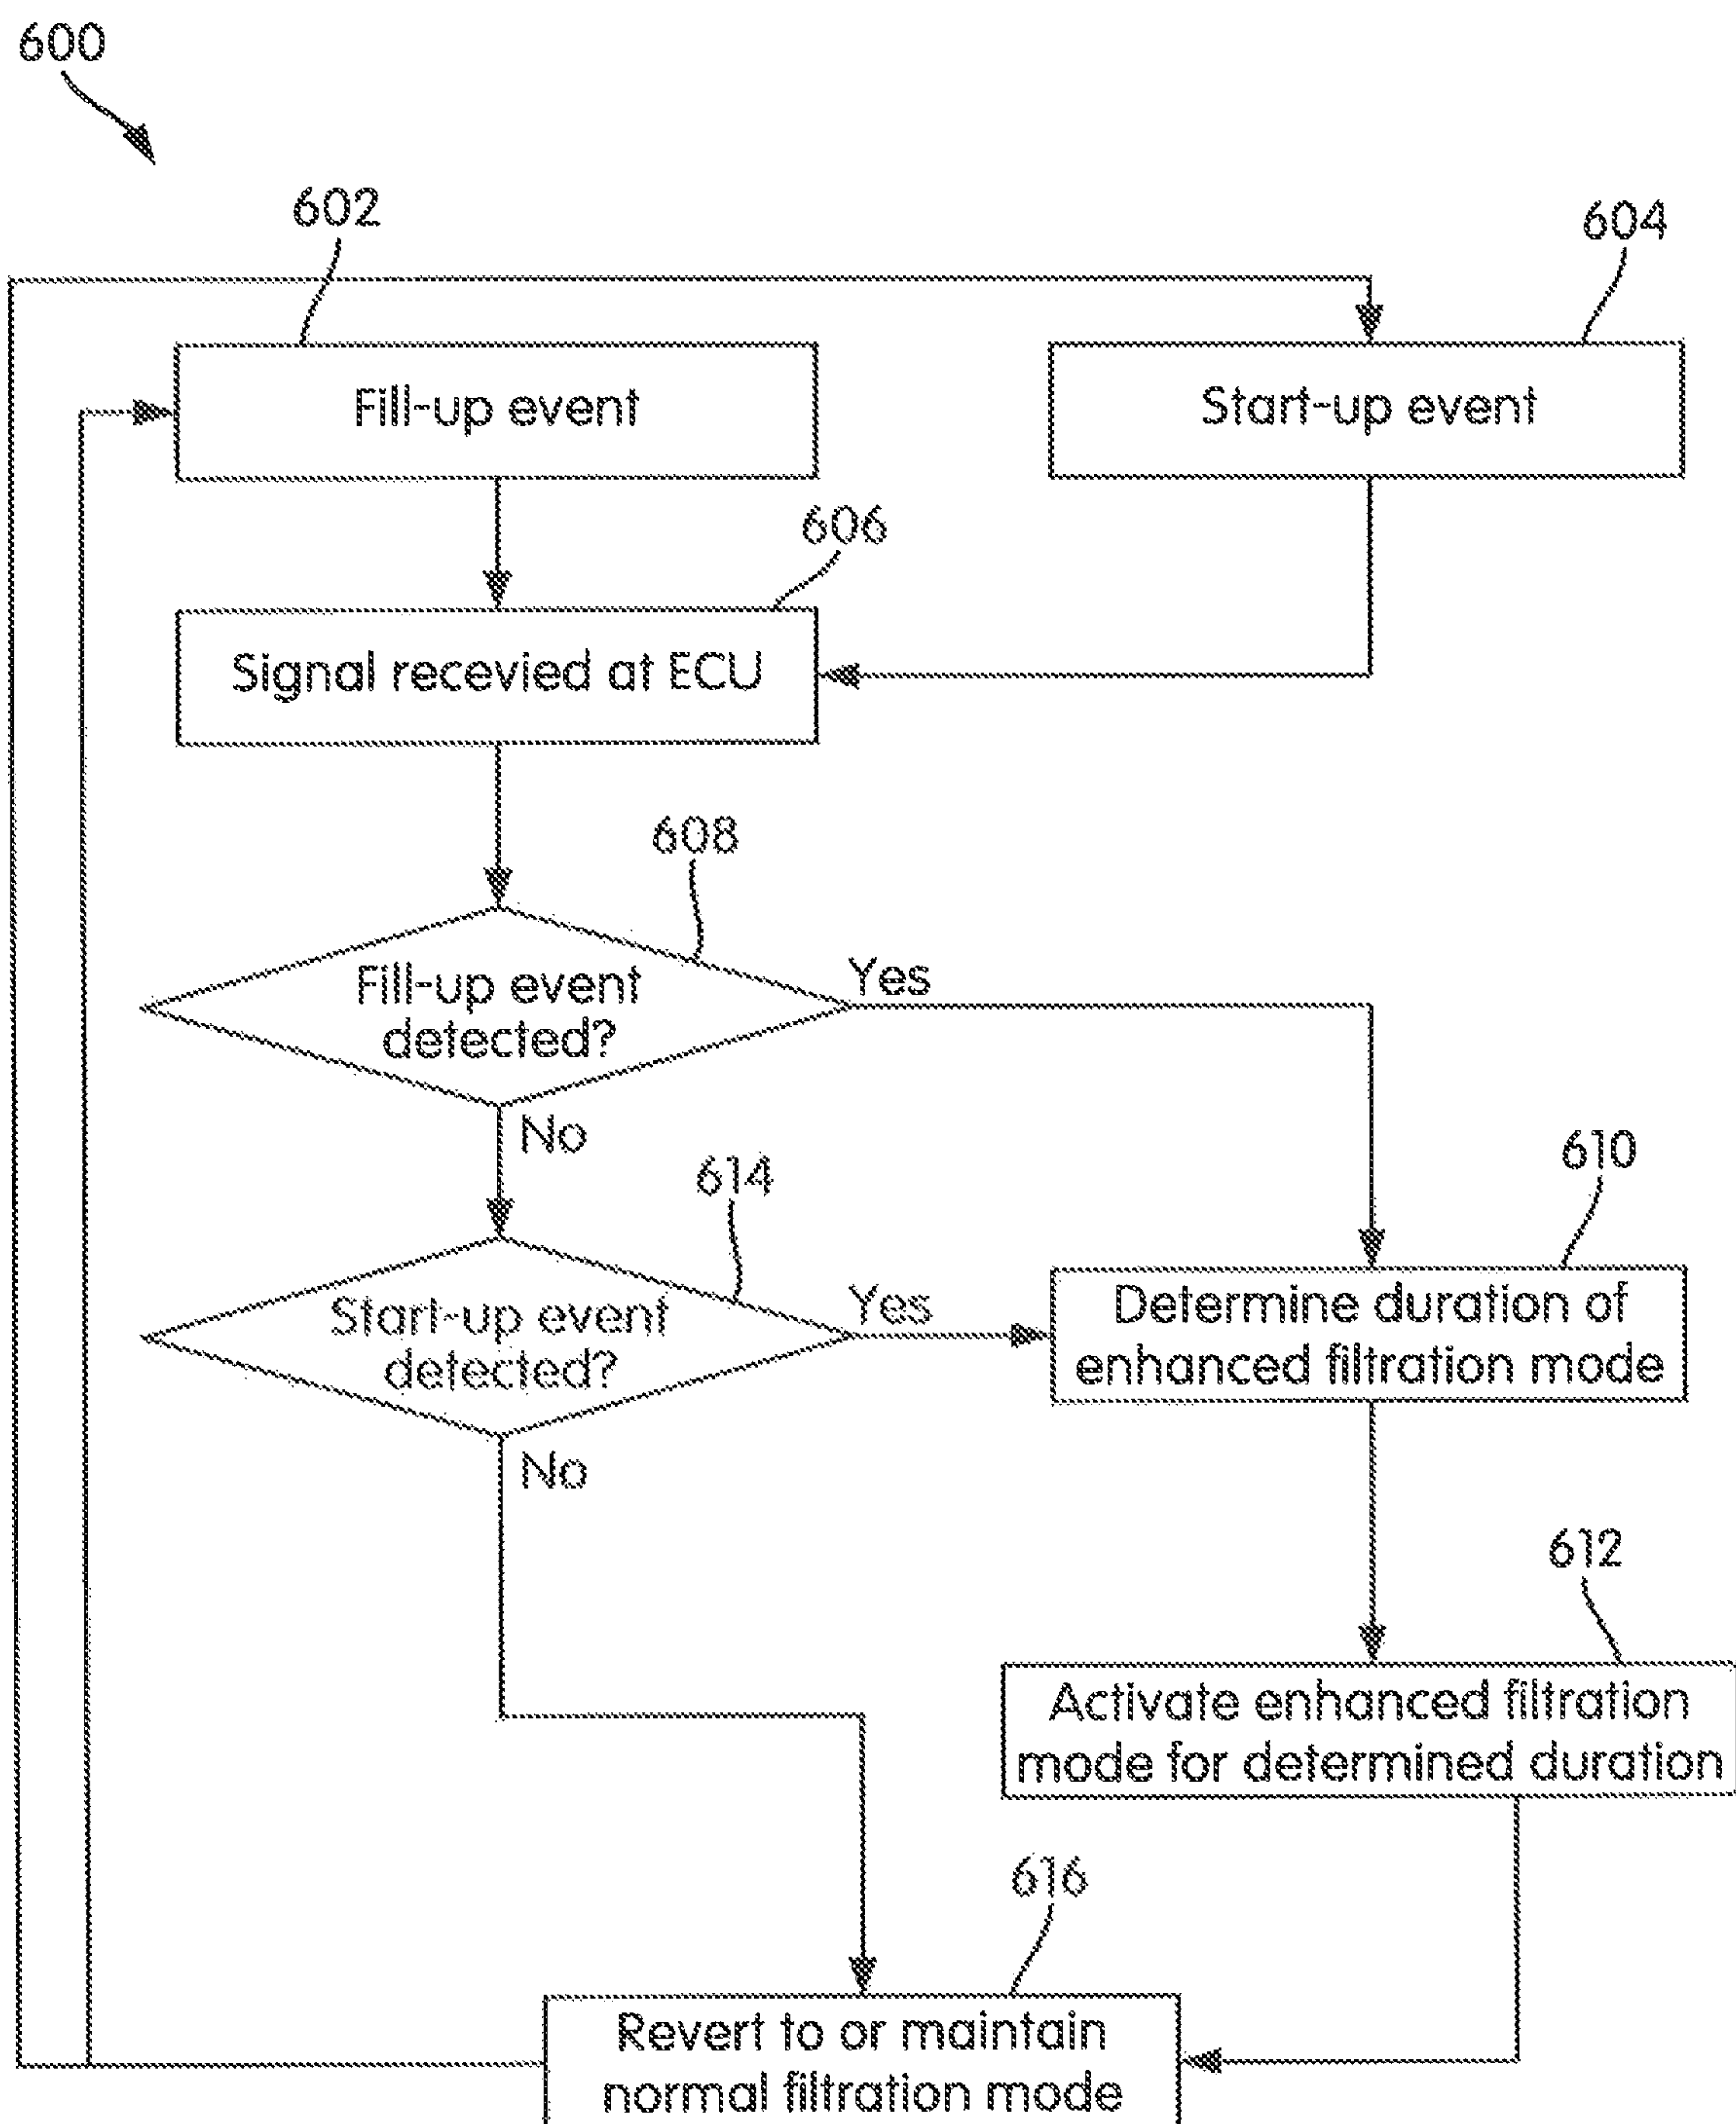 600
602
604
Fill-up event
Start-up event
606
Signal recevied at ECU
608
Fill-up event
detected?
Yes
No
610
614
Start-up event
detected?
Yes
Determine duration of
enhanced filtration mode
No
612
Activate enhanced filtration
mode for determined duration
616
Revert to or maintain
normal filtration mode